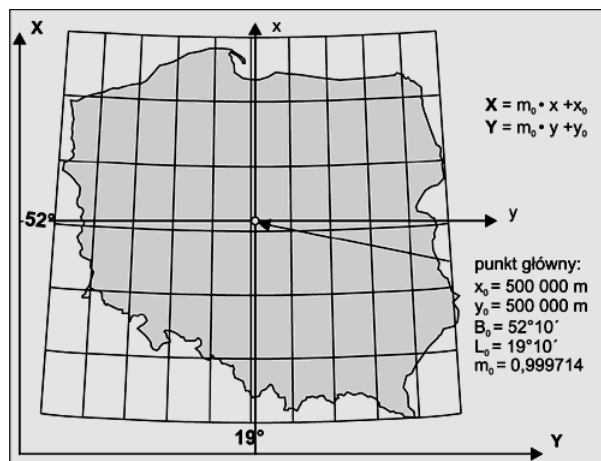 X
x
X = m₀ • x +x₀
Y = m₀ • y +y₀
52°
y
punkt główny:
x₀ = 500 000 m
y₀ = 500 000 m
B₀ = 52°10´
L₀ = 19°10´
m₀ = 0,999714
19°
Y